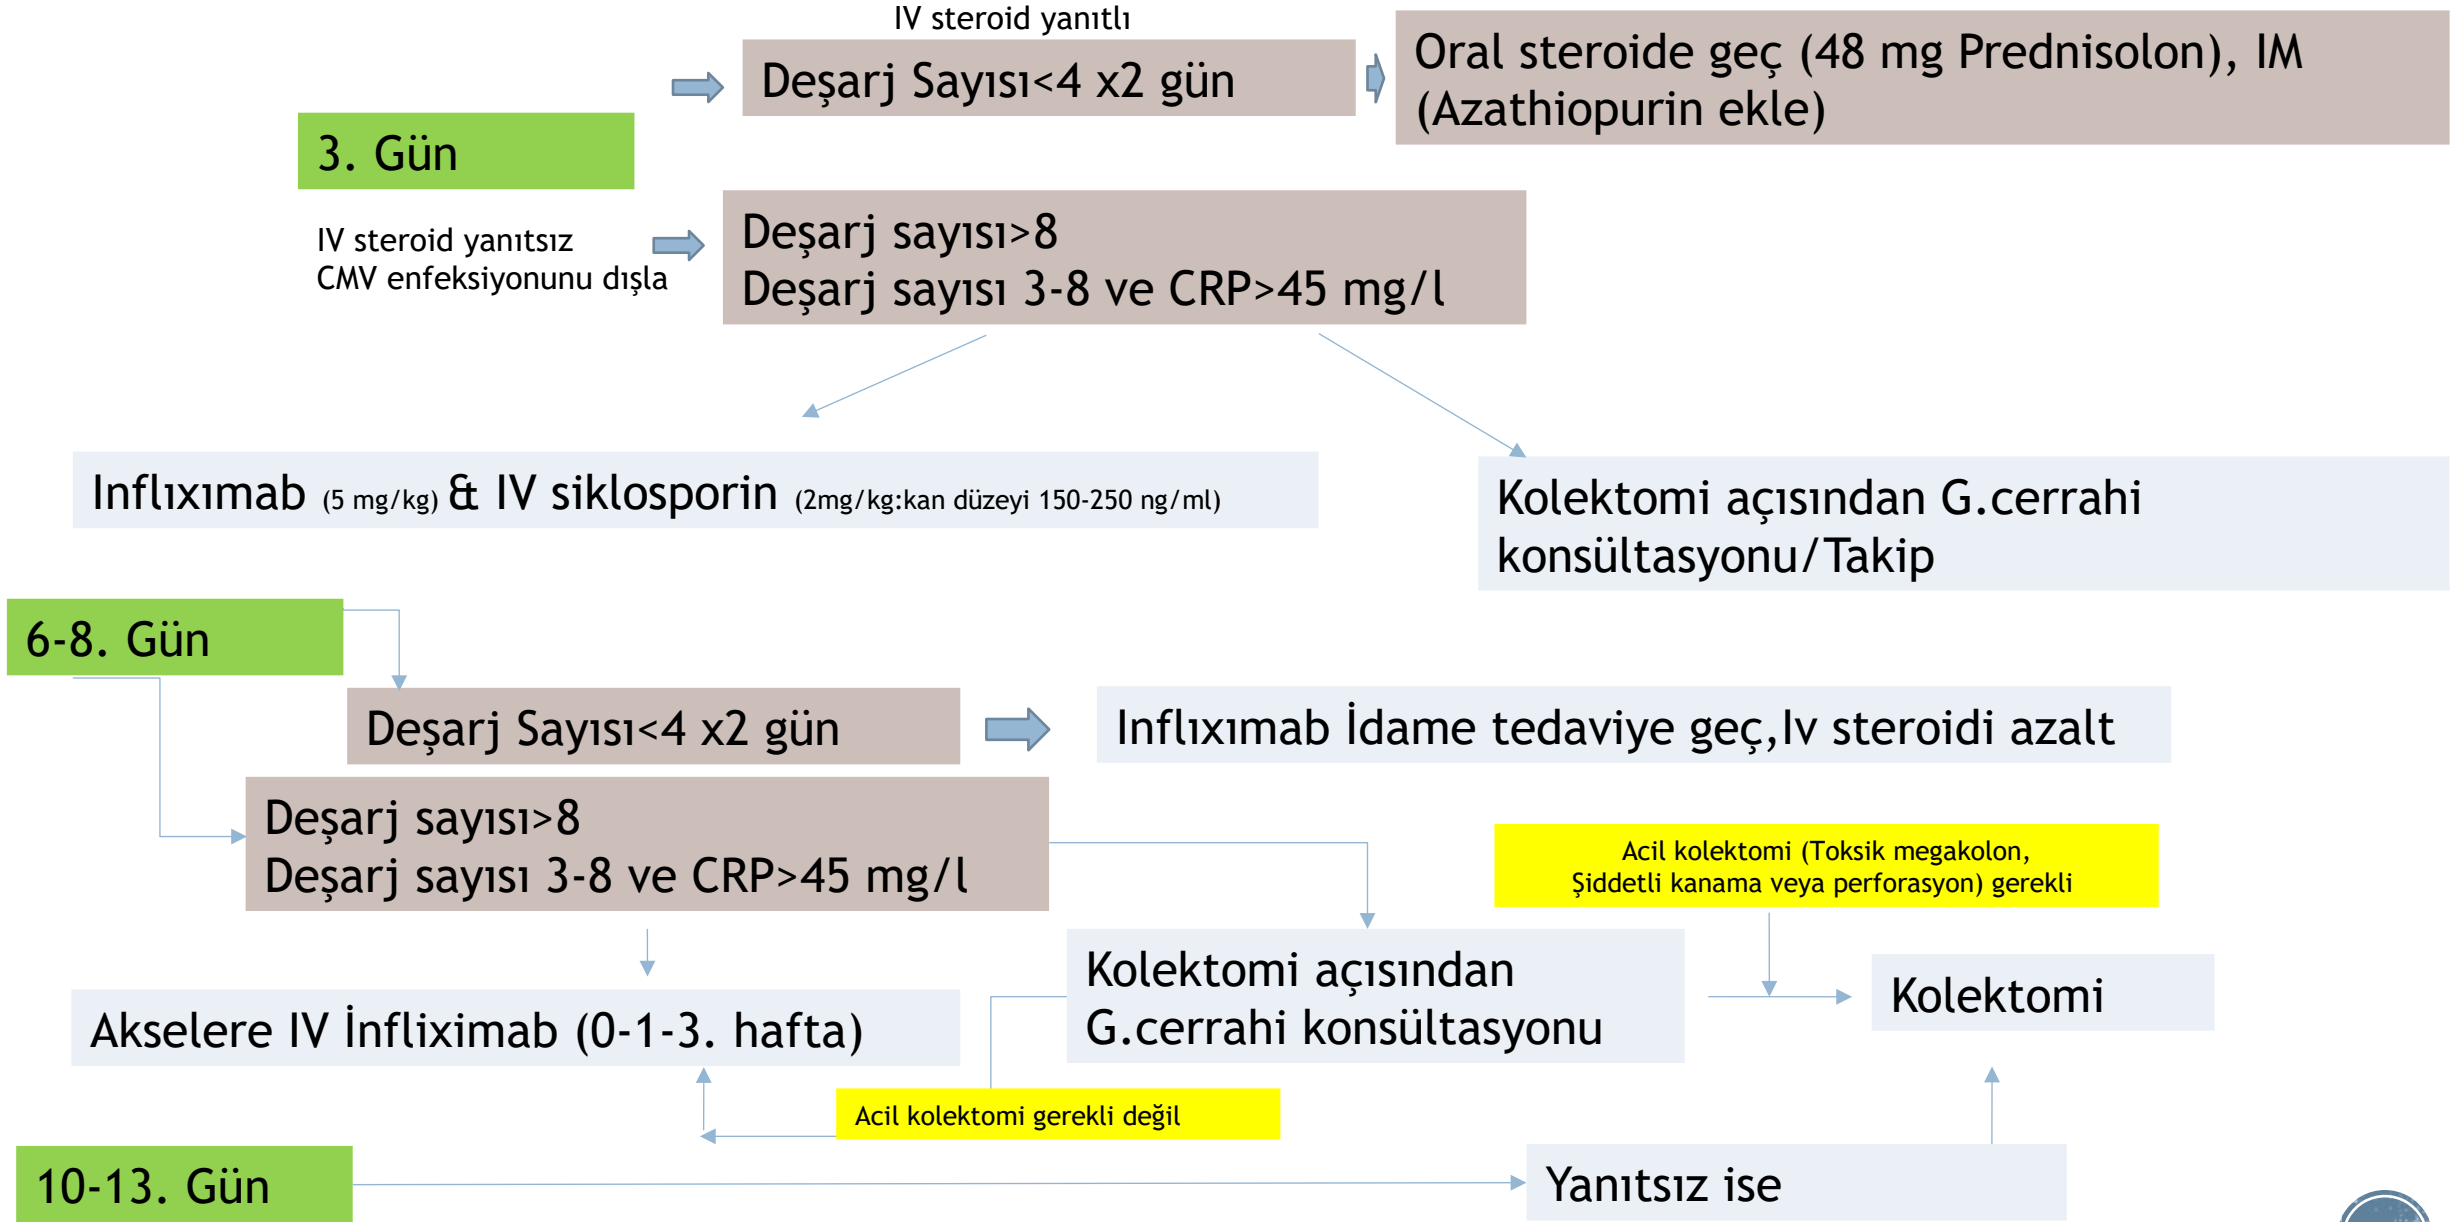 IV steroid yanıtlı
Deşarj Sayısı<4 x2 gün
Oral steroide geç (48 mg Prednisolon), IM
(Azathiopurin ekle)
3. Gün
IV steroid yanıtsız
CMV enfeksiyonunu dışla
Deşarj sayısı>8
Deşarj sayısı 3-8 ve CRP>45 mg/l
Inflıxımab (5 mg/kg) & IV siklosporin (2mg/kg:kan düzeyi 150-250 ng/ml)
Kolektomi açısından G.cerrahi
konsültasyonu/Takip
6-8. Gün
Deşarj Sayısı<4 x2 gün
Inflıxımab İdame tedaviye geç,Iv steroidi azalt
Deşarj sayısı>8
Deşarj sayısı 3-8 ve CRP>45 mg/l
Acil kolektomi (Toksik megakolon,
Şiddetli kanama veya perforasyon) gerekli
Kolektomi açısından
G.cerrahi konsültasyonu
Kolektomi
Akselere IV İnfliximab (0-1-3. hafta)
Acil kolektomi gerekli değil
10-13. Gün
Yanıtsız ise